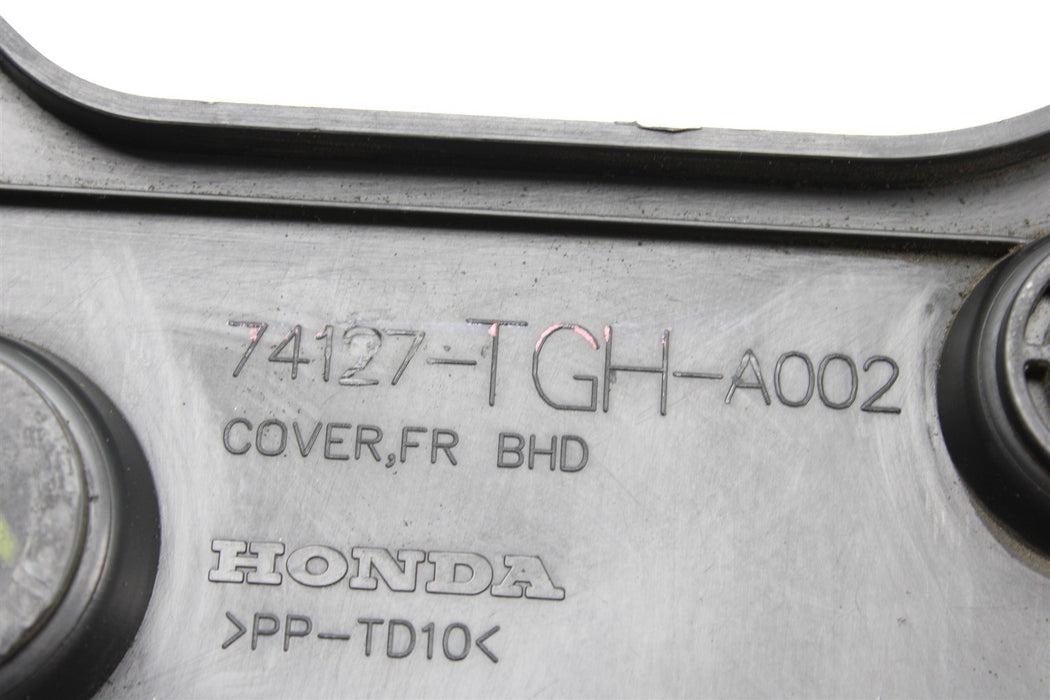 74127-TGH-A002
COVER,FR BHD
HONDA
>PP-TD10<